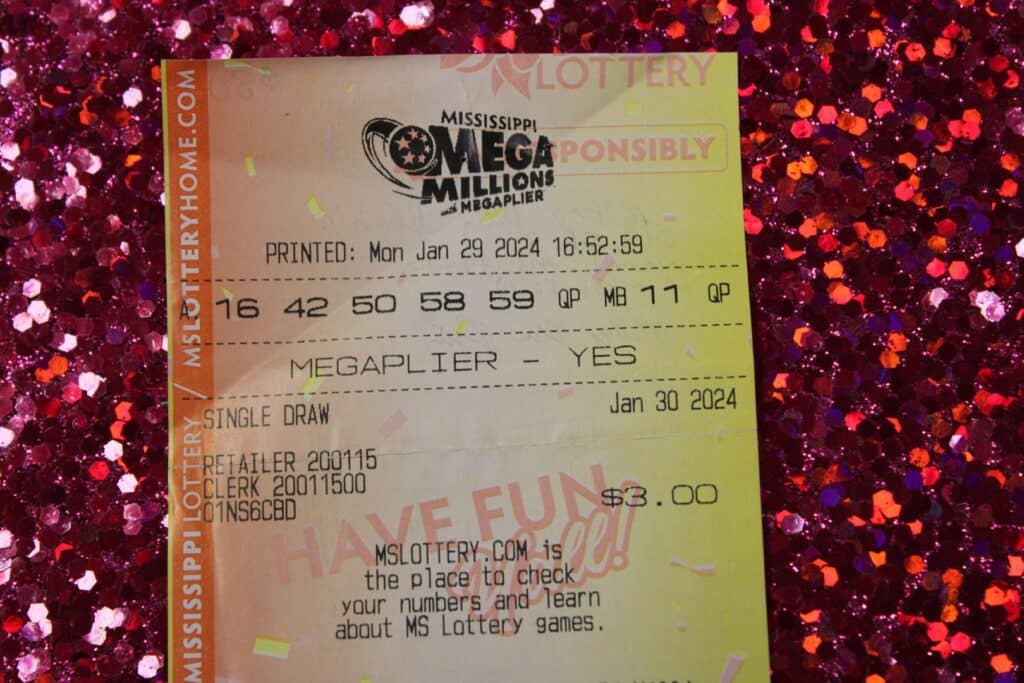 LOTTERY
MISSISSIPPI
MEGA
MILLIONS
with MEGAPLIER
PONSIBLY
PRINTED: Mon Jan 29 2024 16:52:59
A. 16 42 50 58 59 QP MB 11 QP
MEGAPLIER - YES
SINGLE DRAW Jan 30 2024
RETAILER 200115
CLERK 20011500
01NS6CBD
$3.00
HAVE FUN
Y'all!
MSLOTTERY.COM is
the place to check
your numbers and learn
about MS Lottery games.
MISSISSIPPI LOTTERY / MSLOTTERYHOME.COM